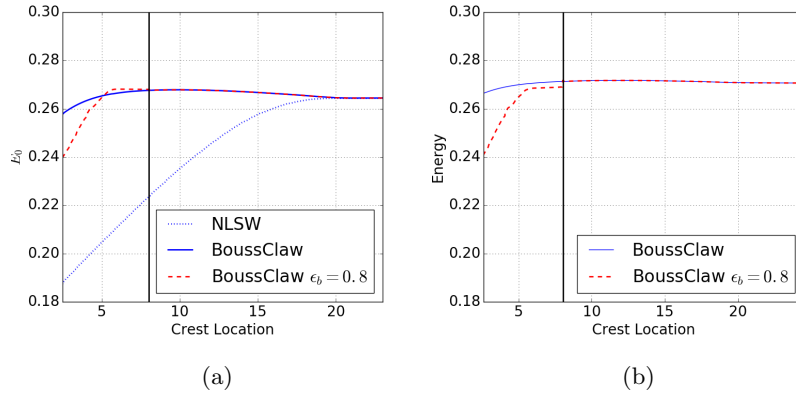 0.30
0.28
0.26
0.24
0.22
0.20
0.18
E₀
5
10
15
20
Crest Location
NLSW
BoussClaw
BoussClaw ϵ_b = 0.8
(a)
0.30
0.28
0.26
0.24
0.22
0.20
0.18
Energy
5
10
15
20
Crest Location
BoussClaw
BoussClaw ϵ_b = 0.8
(b)